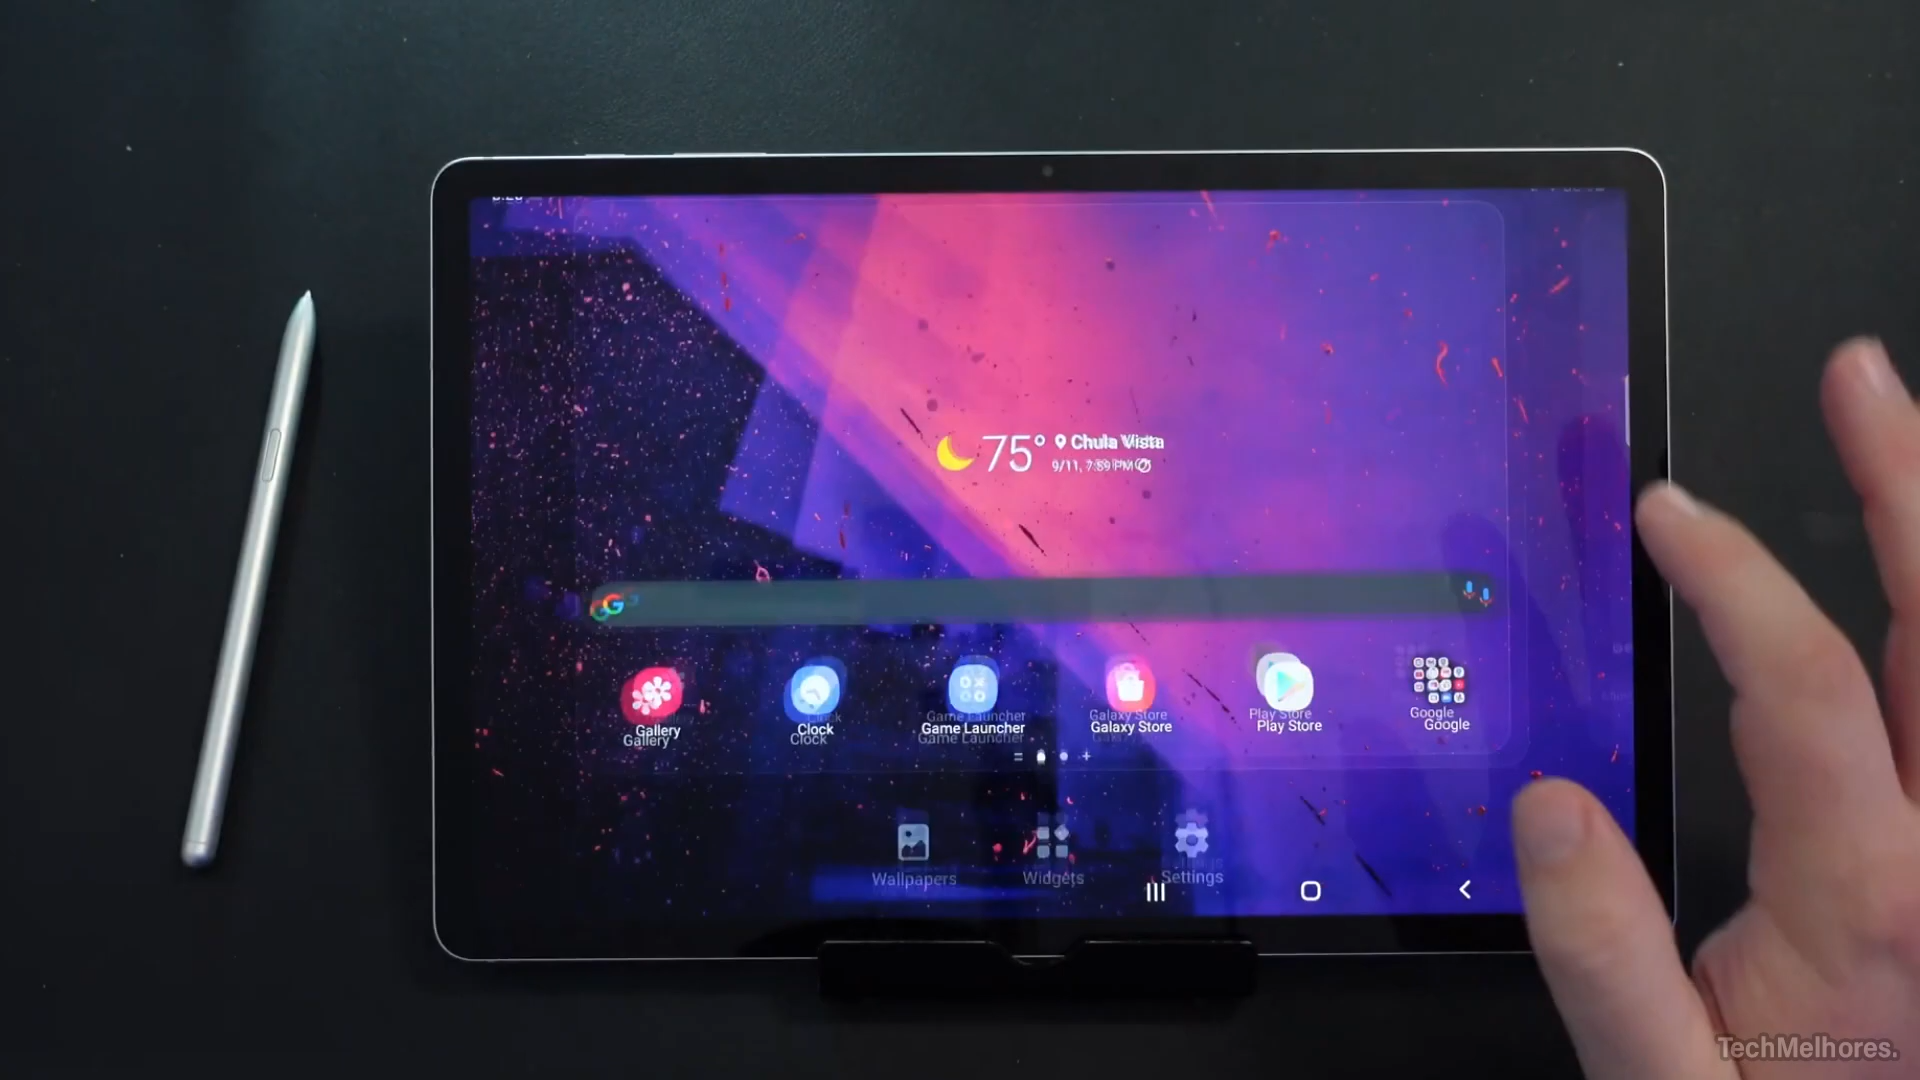 75° Chula Vista
9/11, 7:59 PM
G
Gallery Clock Game Launcher Galaxy Store Play Store Google
Wallpapers Widgets Settings
TechMelhores.